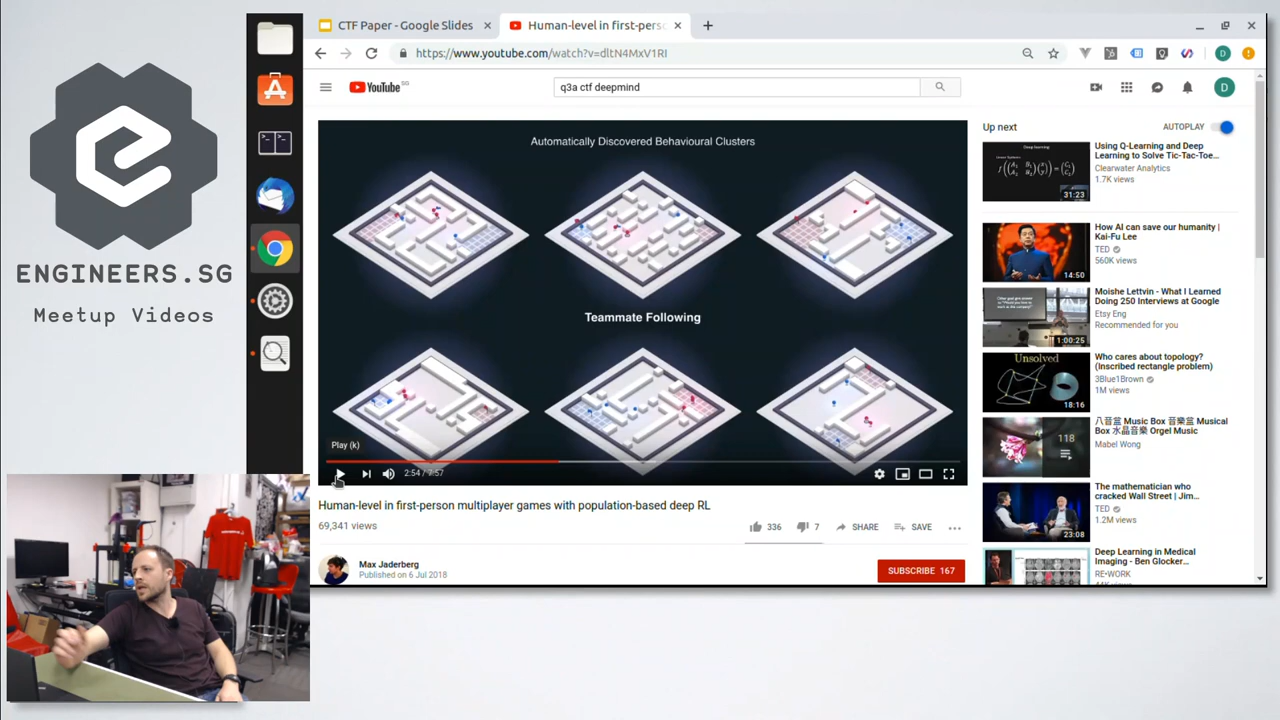 ENGINEERS.SG
Meetup Videos
CTF Paper - Google Slides
Human-level in first-perso
https://www.youtube.com/watch?v=dltN4MxV1RI
D
YouTube SG
q3a ctf deepmind
D
Automatically Discovered Behavioural Clusters
Teammate Following
Play (k)
2:54 / 7:57
Human-level in first-person multiplayer games with population-based deep RL
69,341 views
336
7
SHARE
SAVE
Max Jaderberg
Published on 6 Jul 2018
SUBSCRIBE 167
Up next
AUTOPLAY
Using Q-Learning and Deep
Learning to Solve Tic-Tac-Toe...
Clearwater Analytics
1.7K views
31:23
How AI can save our humanity |
Kai-Fu Lee
TED
560K views
14:50
Moishe Lettvin - What I Learned
Doing 250 Interviews at Google
Etsy Eng
Recommended for you
1:00:25
Who cares about topology?
(Inscribed rectangle problem)
3Blue1Brown
1M views
Unsolved
18:16
八音盒 Music Box 音樂盒 Musical
Box 水晶音樂 Orgel Music
Mabel Wong
118
The mathematician who
cracked Wall Street | Jim...
TED
1.2M views
23:08
Deep Learning in Medical
Imaging - Ben Glocker...
RE•WORK